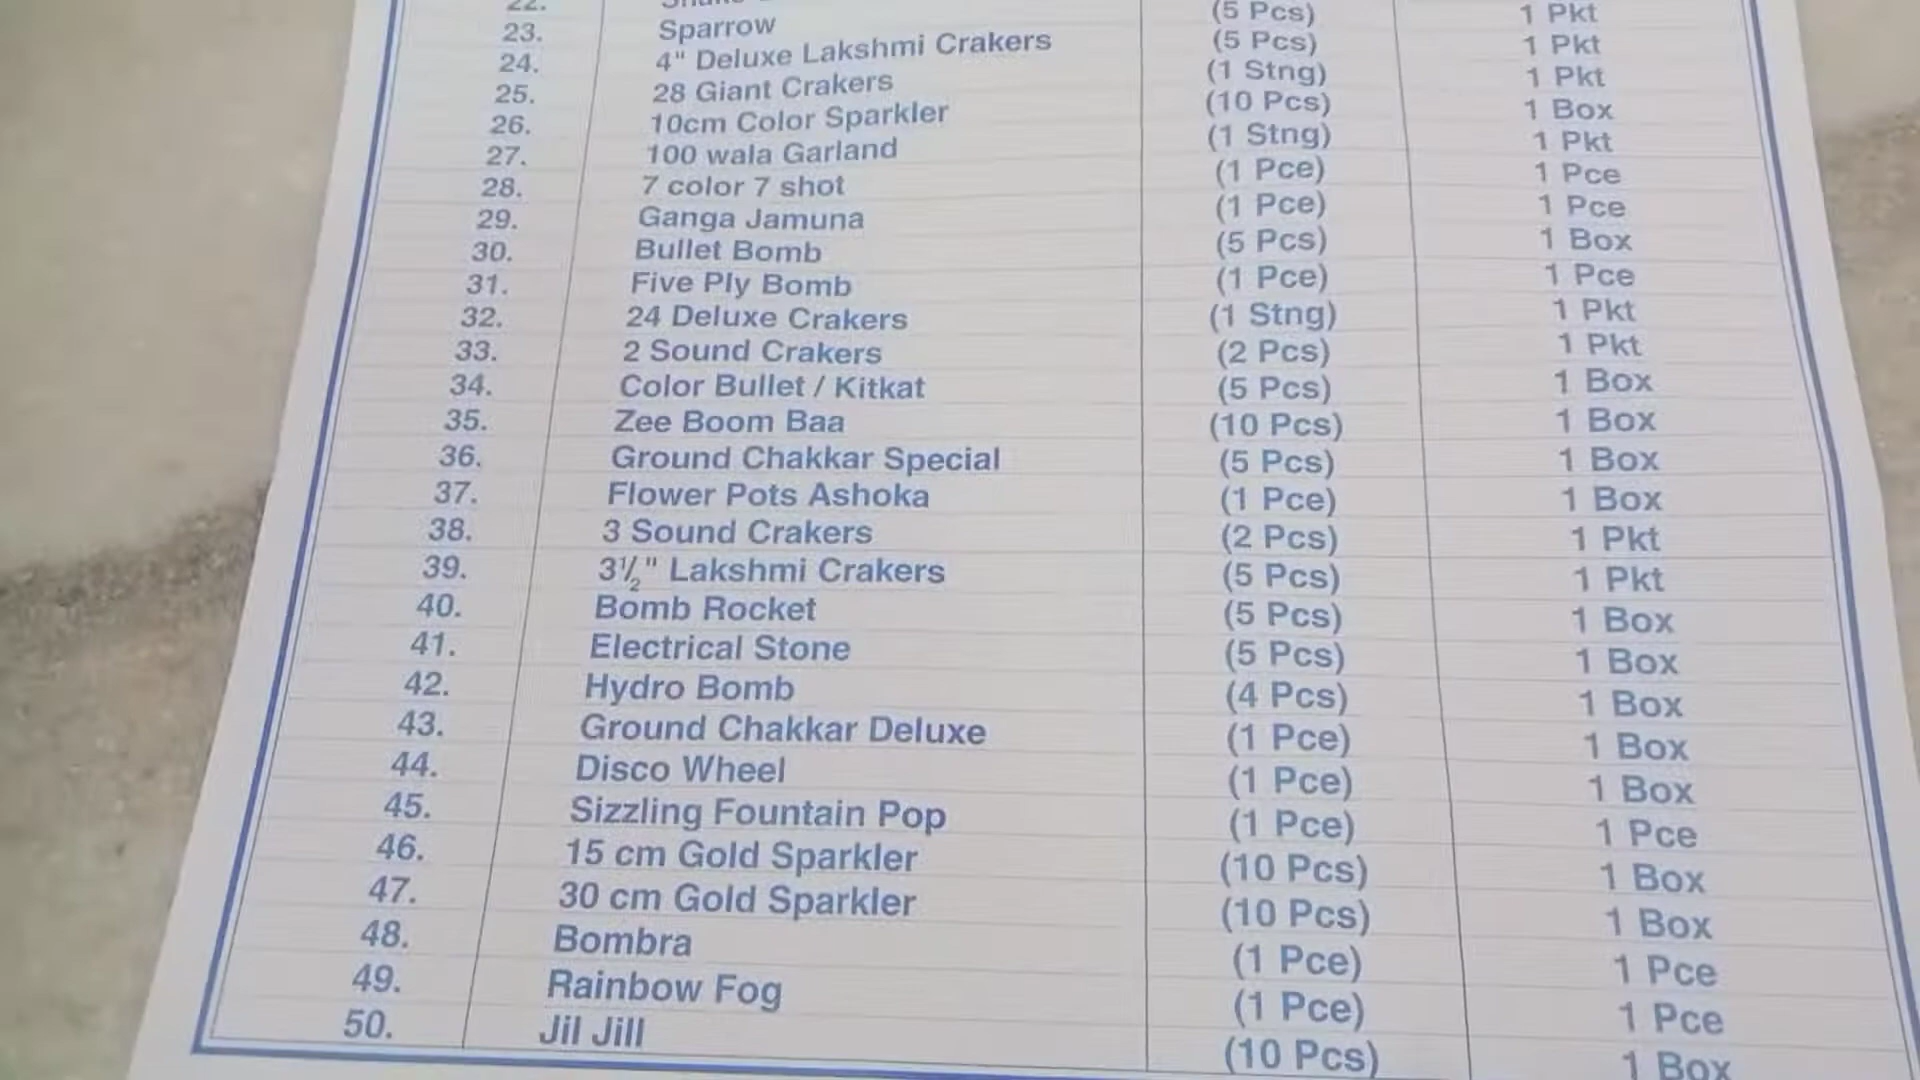 22.
23. Sparrow (5 Pcs) 1 Pkt
24. 4" Deluxe Lakshmi Crakers (5 Pcs) 1 Pkt
25. 28 Giant Crakers (1 Stng) 1 Pkt
26. 10cm Color Sparkler (10 Pcs) 1 Box
27. 100 wala Garland (1 Stng) 1 Pkt
28. 7 color 7 shot (1 Pce) 1 Pce
29. Ganga Jamuna (1 Pce) 1 Pce
30. Bullet Bomb (5 Pcs) 1 Box
31. Five Ply Bomb (1 Pce) 1 Pce
32. 24 Deluxe Crakers (1 Stng) 1 Pkt
33. 2 Sound Crakers (2 Pcs) 1 Pkt
34. Color Bullet / Kitkat (5 Pcs) 1 Box
35. Zee Boom Baa (10 Pcs) 1 Box
36. Ground Chakkar Special (5 Pcs) 1 Box
37. Flower Pots Ashoka (1 Pce) 1 Box
38. 3 Sound Crakers (2 Pcs) 1 Pkt
39. 3½" Lakshmi Crakers (5 Pcs) 1 Pkt
40. Bomb Rocket (5 Pcs) 1 Box
41. Electrical Stone (5 Pcs) 1 Box
42. Hydro Bomb (4 Pcs) 1 Box
43. Ground Chakkar Deluxe (1 Pce) 1 Box
44. Disco Wheel (1 Pce) 1 Box
45. Sizzling Fountain Pop (1 Pce) 1 Pce
46. 15 cm Gold Sparkler (10 Pcs) 1 Box
47. 30 cm Gold Sparkler (10 Pcs) 1 Box
48. Bombra (1 Pce) 1 Pce
49. Rainbow Fog (1 Pce) 1 Pce
50. Jil Jill (10 Pcs) 1 Box